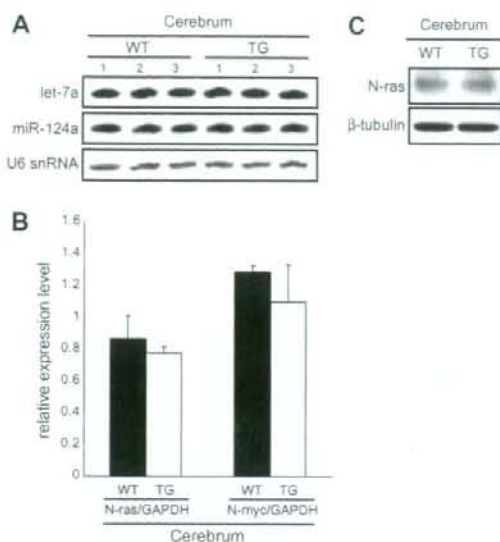 A
Cerebrum
WT TG
1 2 3 1 2 3
let-7a
miR-124a
U6 snRNA
B
relative expression level
1.6
1.4
1.2
1
0.8
0.6
0.4
0.2
0
WT TG WT TG
N-ras/GAPDH N-myc/GAPDH
Cerebrum
C
Cerebrum
WT TG
N-ras
β-tubulin